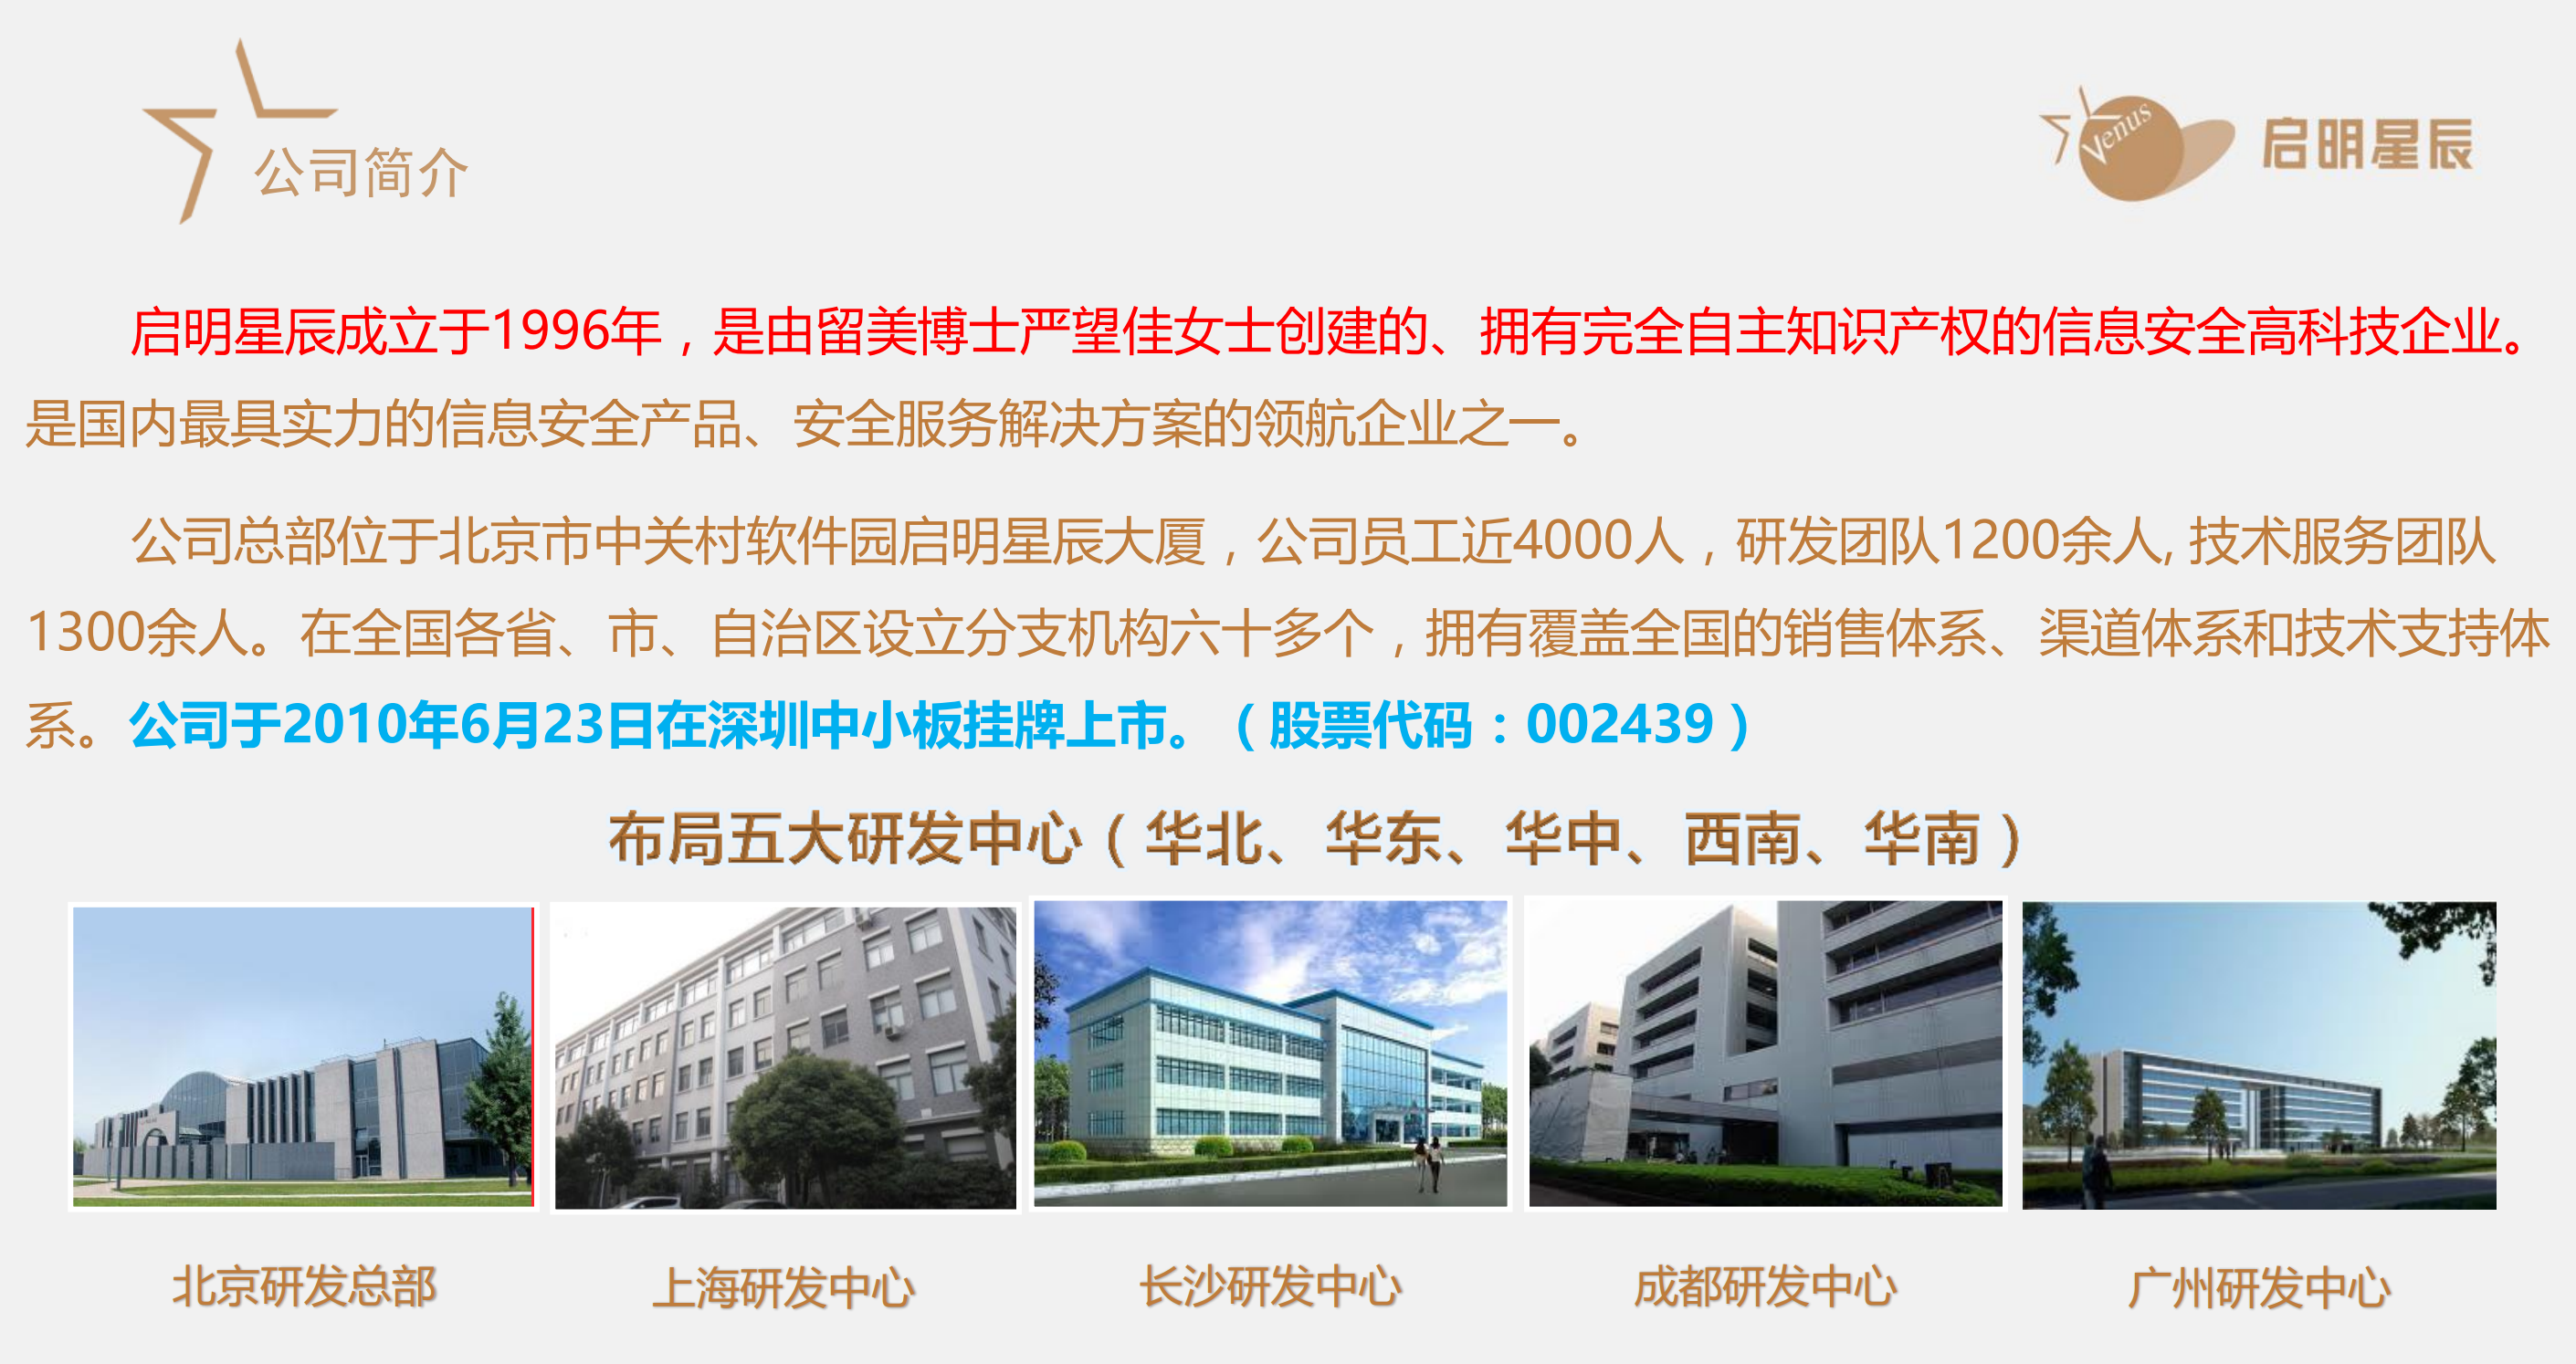 公司简介
Venus
启明星辰
启明星辰成立于1996年，是由留美博士严望佳女士创建的、拥有完全自主知识产权的信息安全高科技企业。
是国内最具实力的信息安全产品、安全服务解决方案的领航企业之一。
公司总部位于北京市中关村软件园启明星辰大厦，公司员工近4000人，研发团队1200余人, 技术服务团队
1300余人。在全国各省、市、自治区设立分支机构六十多个，拥有覆盖全国的销售体系、渠道体系和技术支持体
系。公司于2010年6月23日在深圳中小板挂牌上市。（股票代码：002439）
布局五大研发中心（华北、华东、华中、西南、华南）
北京研发总部
上海研发中心
长沙研发中心
成都研发中心
广州研发中心